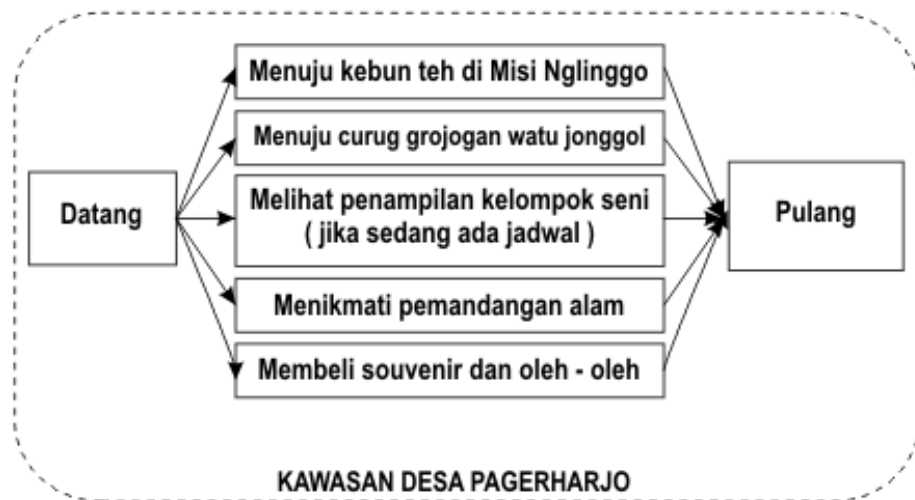 Menuju kebun teh di Misi Nglinggo
Menuju curug grojogan watu jonggol
Datang
Melihat penampilan kelompok seni
( jika sedang ada jadwal )
Pulang
Menikmati pemandangan alam
Membeli souvenir dan oleh - oleh
KAWASAN DESA PAGERHARJO